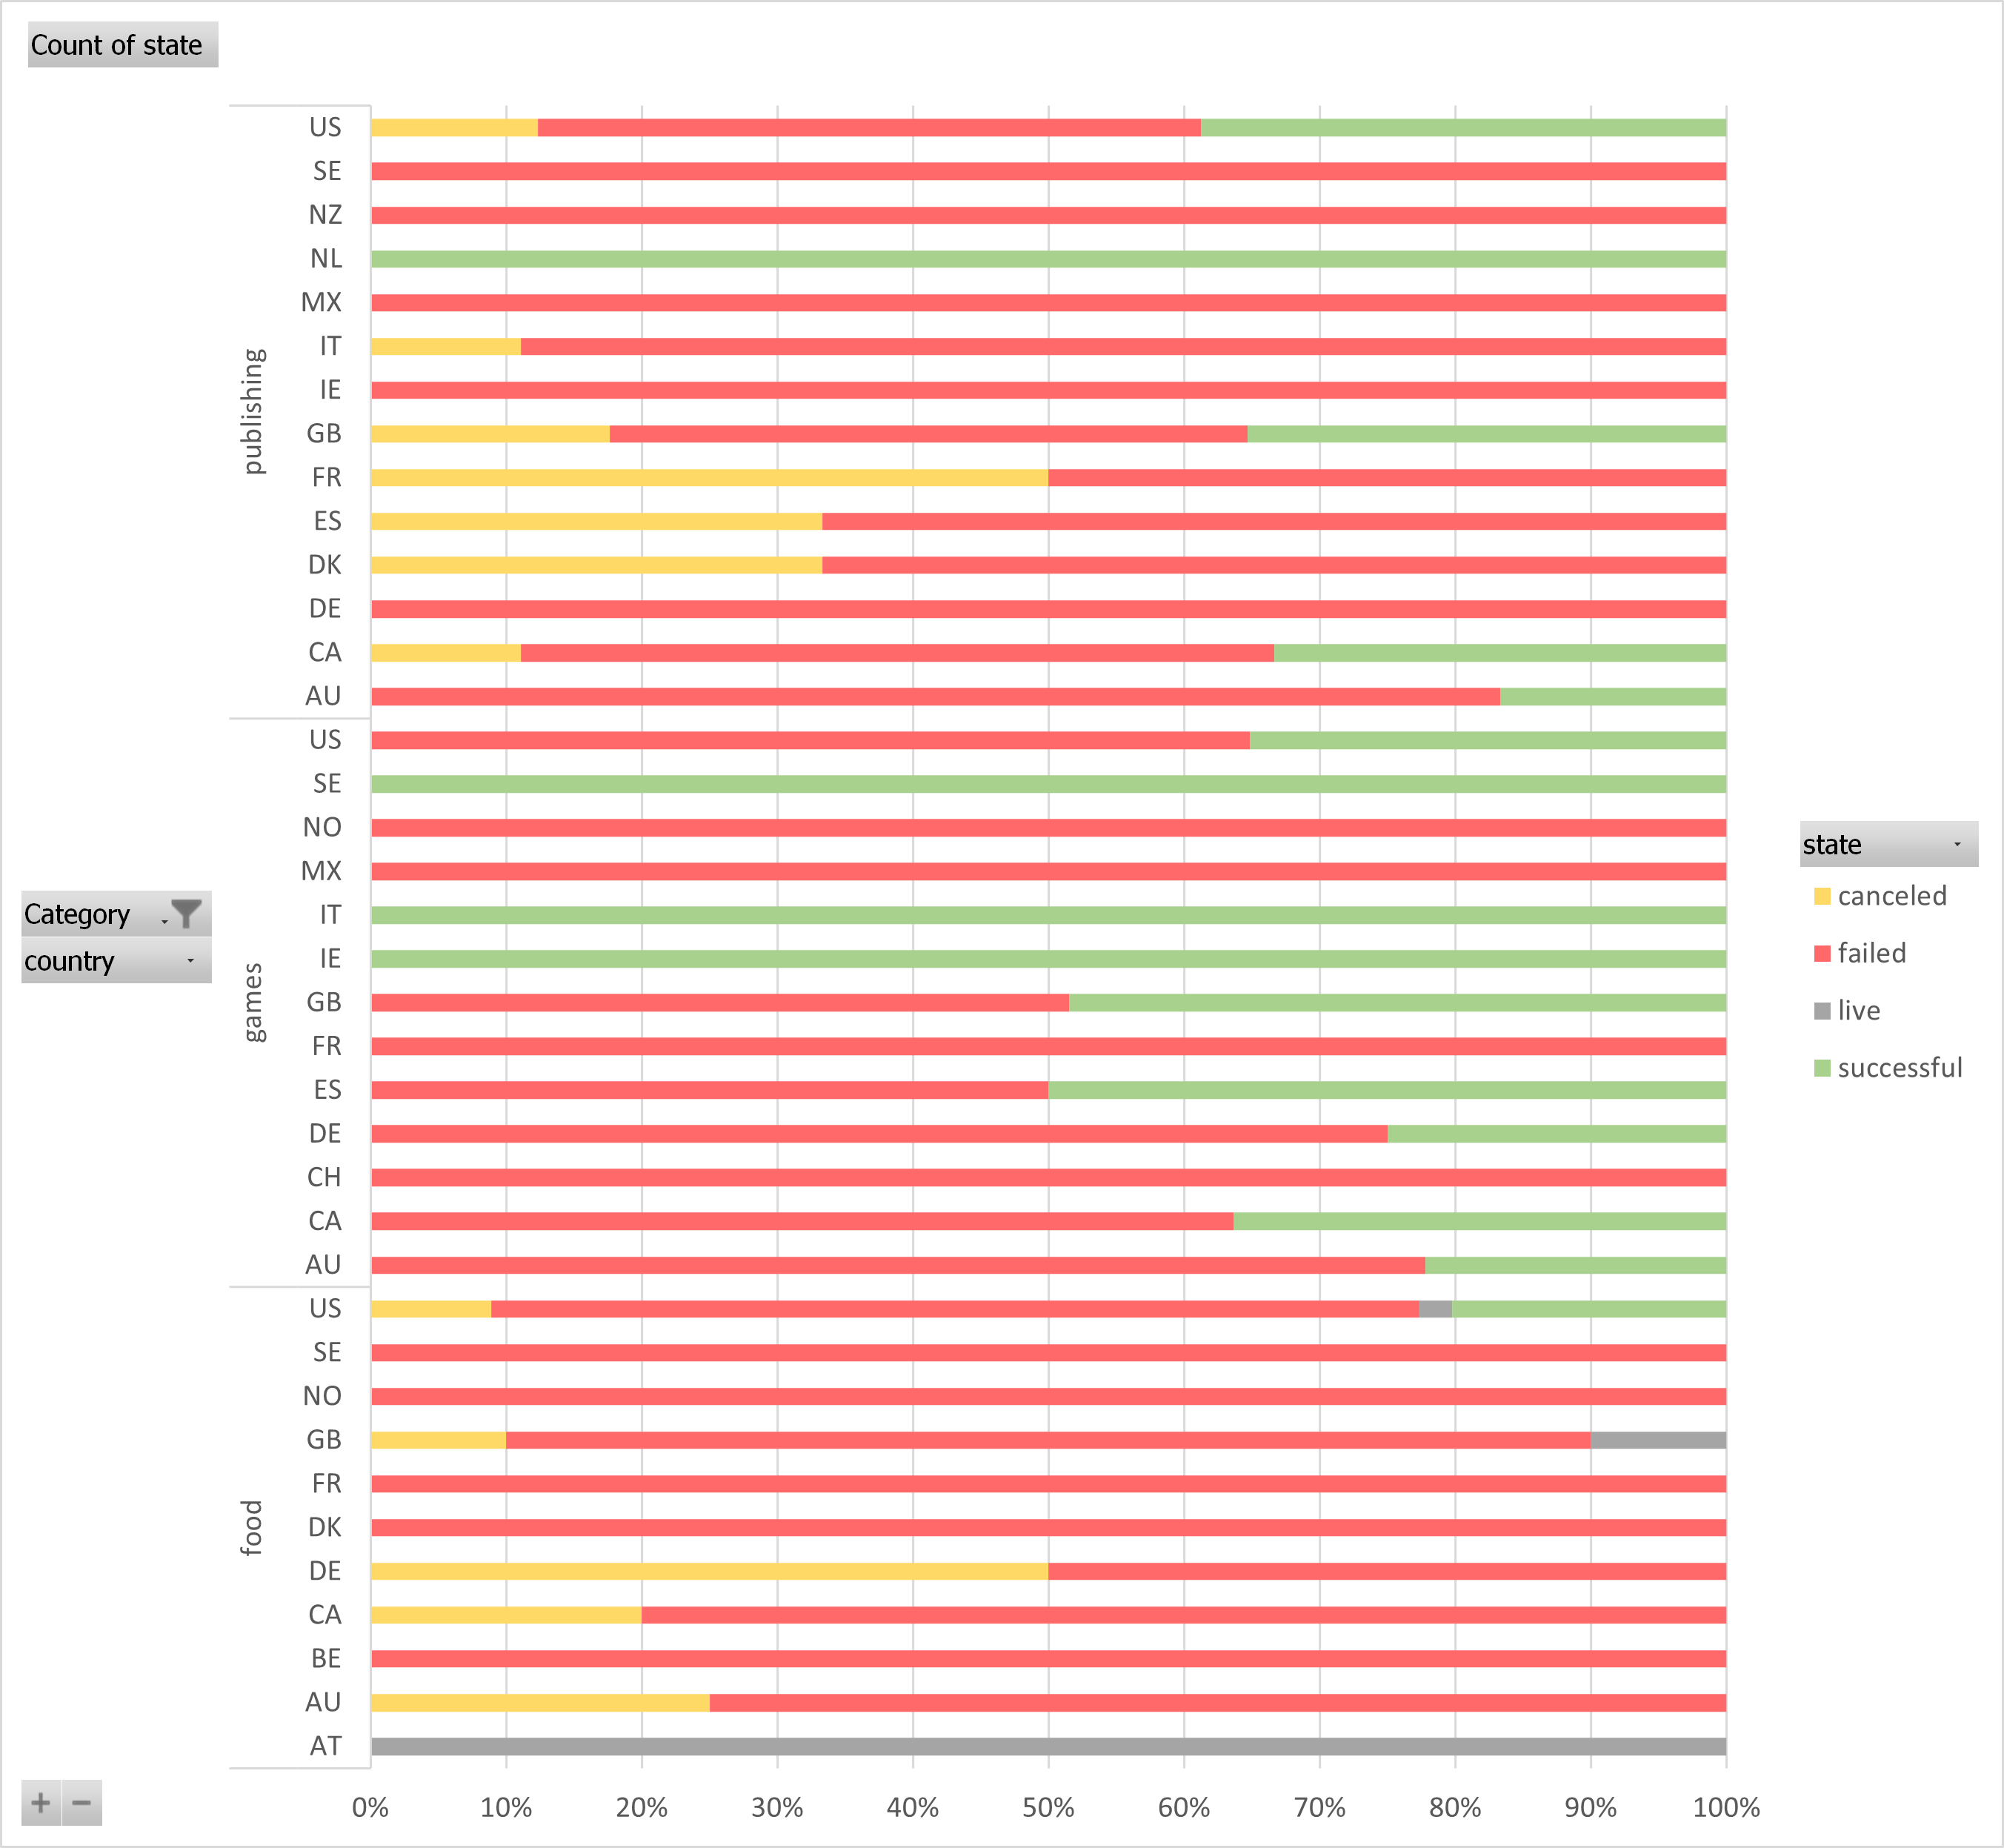 Count of state
publishing
US
SE
NZ
NL
MX
IT
IE
GB
FR
ES
DK
DE
CA
AU
games
US
SE
NO
MX
IT
IE
GB
FR
ES
DE
CH
CA
AU
food
US
SE
NO
GB
FR
DK
DE
CA
BE
AU
AT
Category
country
state
canceled
failed
live
successful
0% 10% 20% 30% 40% 50% 60% 70% 80% 90% 100%